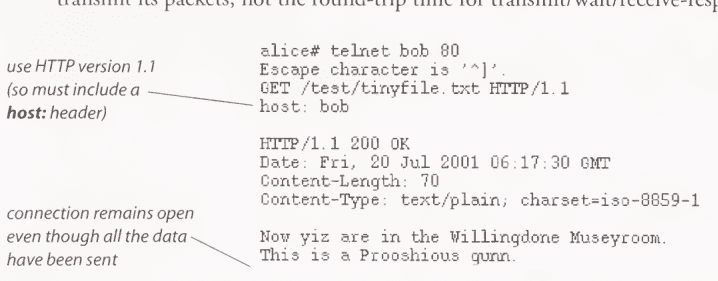 transmit its packets, not the round-trip time for transmit/wait/receive-resp
use HTTP version 1.1
(so must include a
host: header)
alice# telnet bob 80
Escape character is '^]'.
GET /test/tinyfile.txt HTTP/1.1
host: bob
HTTP/1.1 200 OK
Date: Fri, 20 Jul 2001 06:17:30 GMT
Content-Length: 70
Content-Type: text/plain; charset=iso-8859-1
connection remains open
even though all the data
have been sent
Now yiz are in the Willingdone Museyroom.
This is a Prooshious gunn.